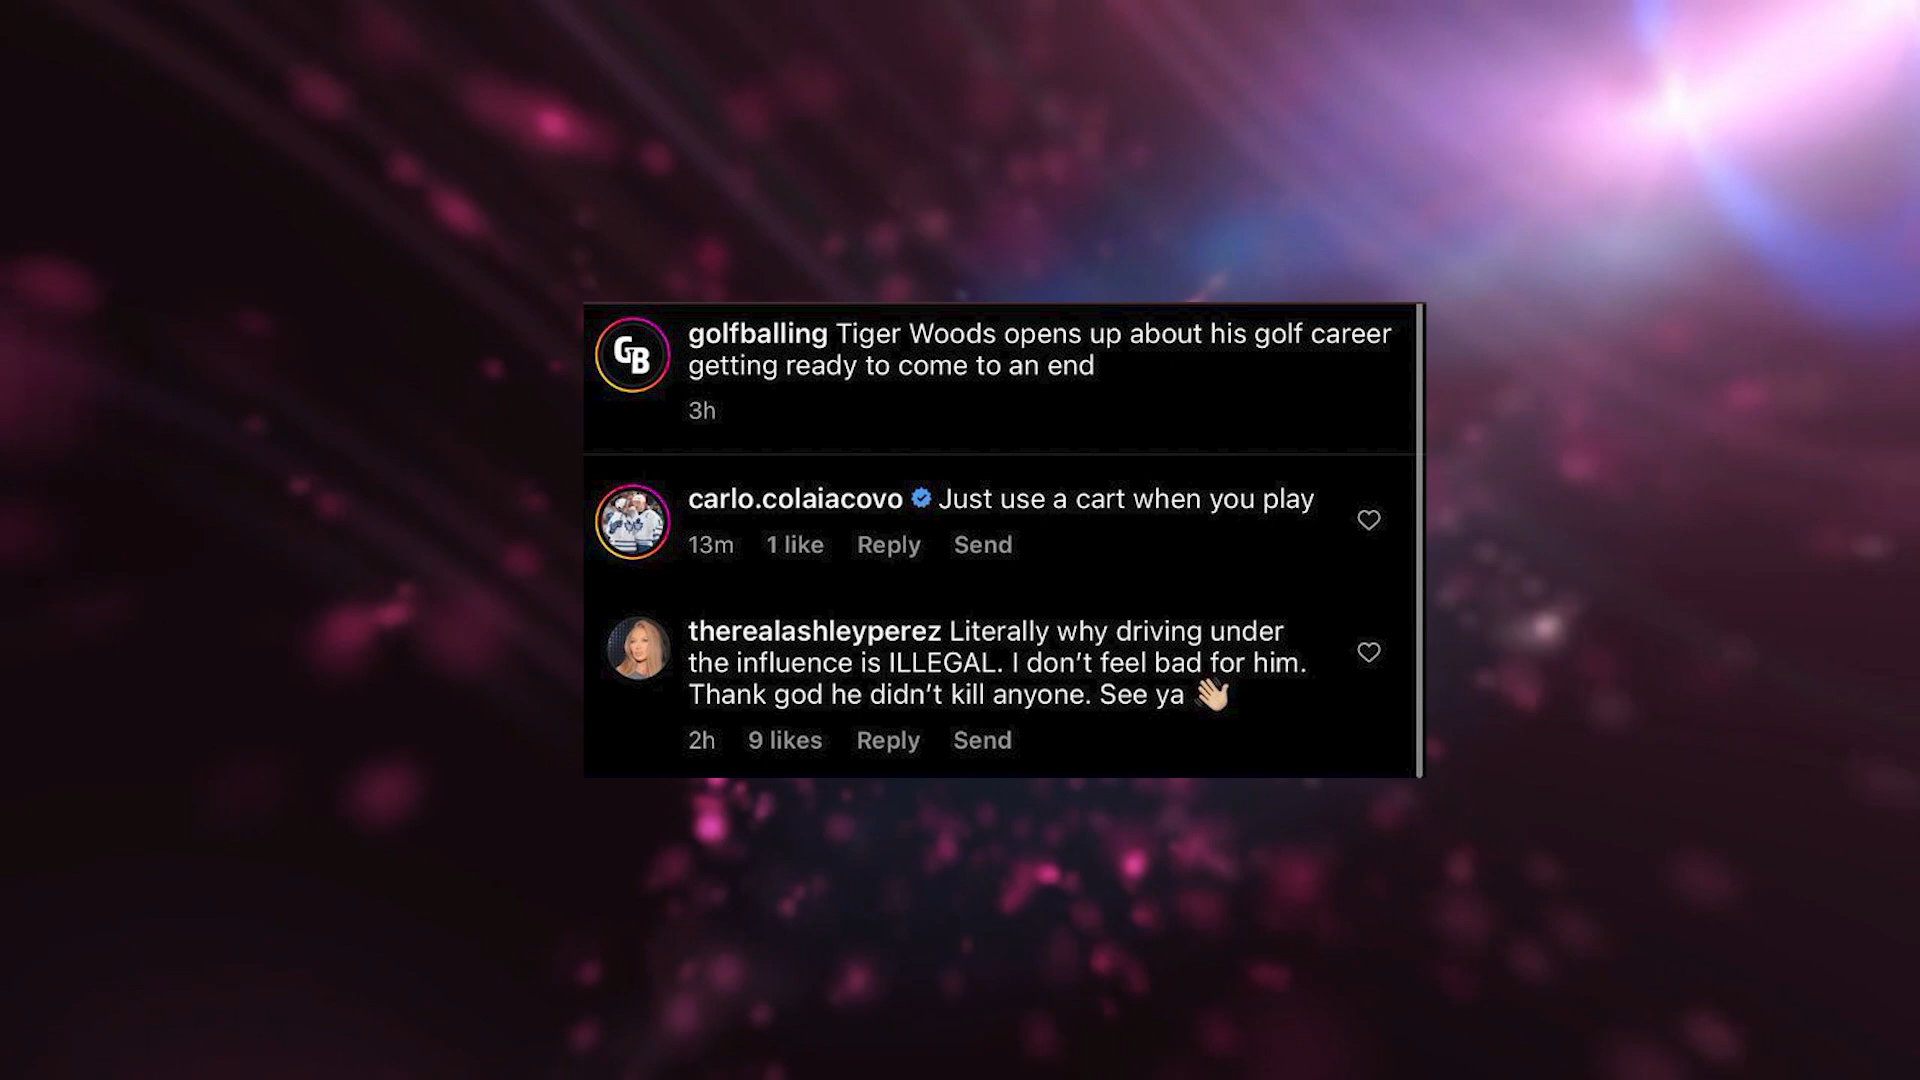 GB
golfballing Tiger Woods opens up about his golf career
getting ready to come to an end
3h
carlo.colaiacovo Just use a cart when you play
13m 1 like Reply Send
therealashleyperez Literally why driving under
the influence is ILLEGAL. I don’t feel bad for him.
Thank god he didn’t kill anyone. See ya 👋🏼
2h 9 likes Reply Send